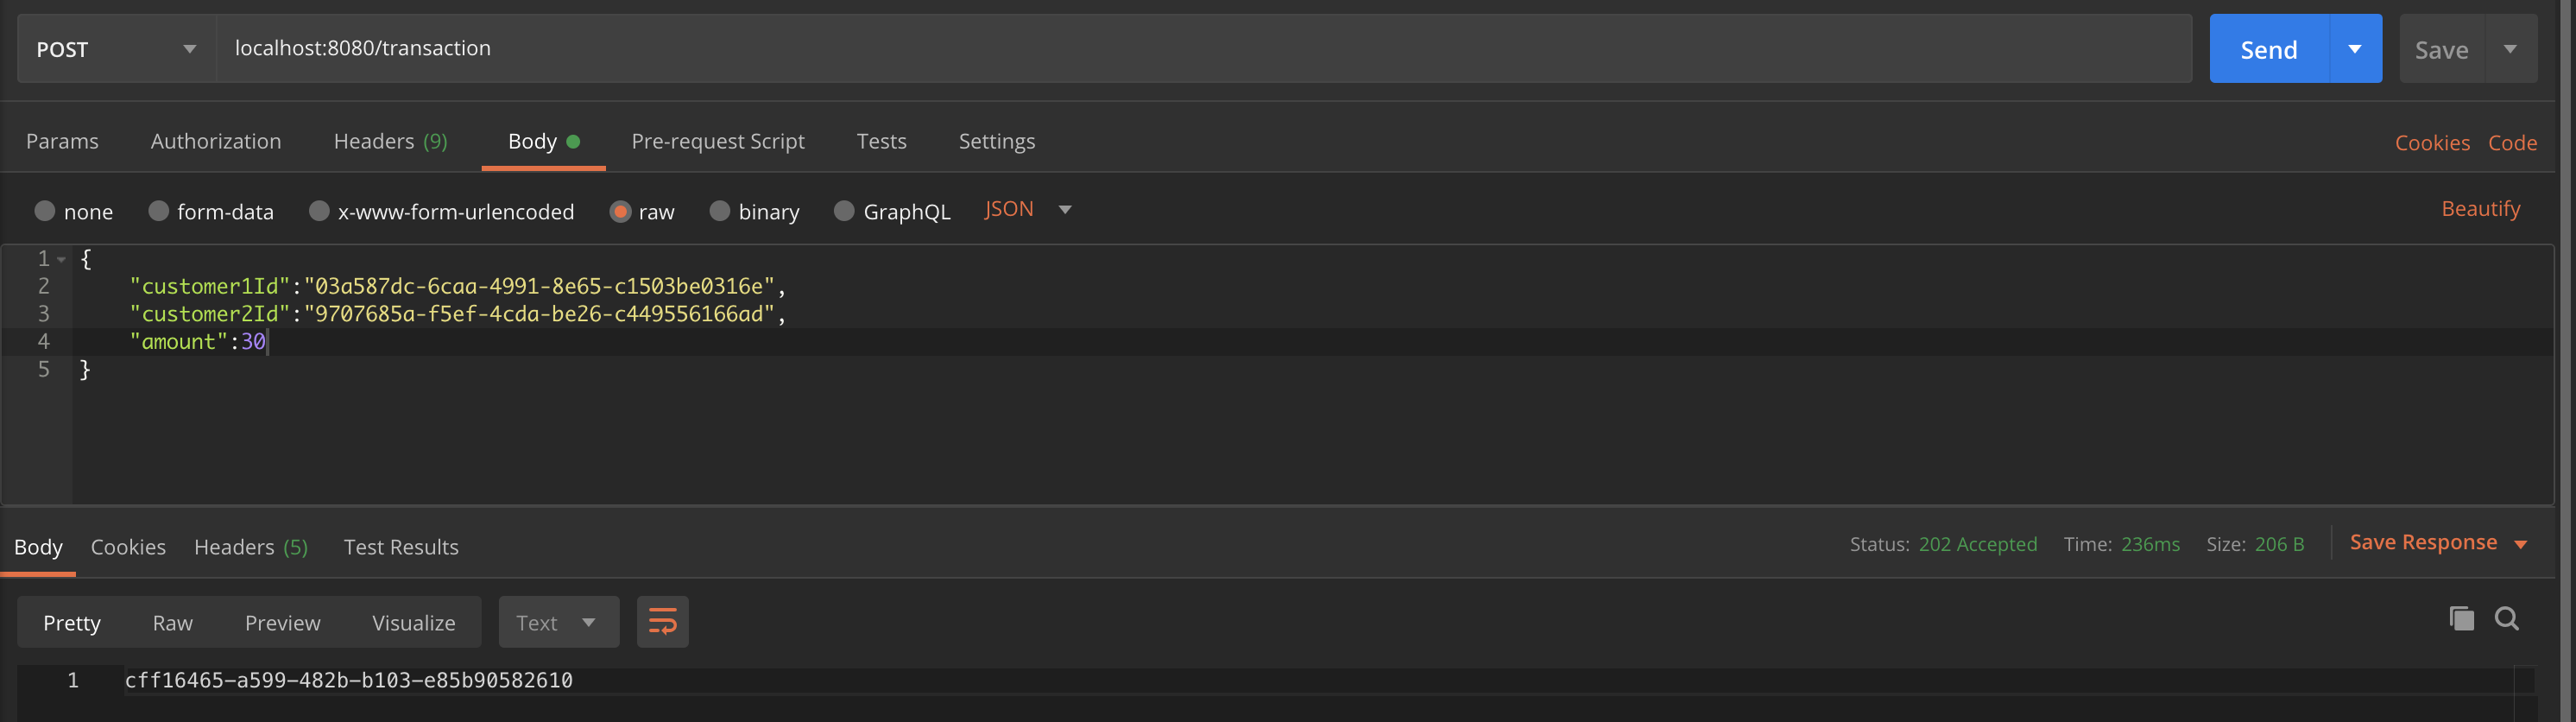 POST localhost:8080/transaction Send Save
Params Authorization Headers (9) Body Pre-request Script Tests Settings Cookies Code
none form-data x-www-form-urlencoded raw binary GraphQL JSON Beautify
1 {
2 "customer1Id":"03a587dc-6caa-4991-8e65-c1503be0316e",
3 "customer2Id":"9707685a-f5ef-4cda-be26-c449556166ad",
4 "amount":30
5 }
Body Cookies Headers (5) Test Results Status: 202 Accepted Time: 236ms Size: 206 B Save Response
Pretty Raw Preview Visualize Text
1 cff16465-a599-482b-b103-e85b90582610